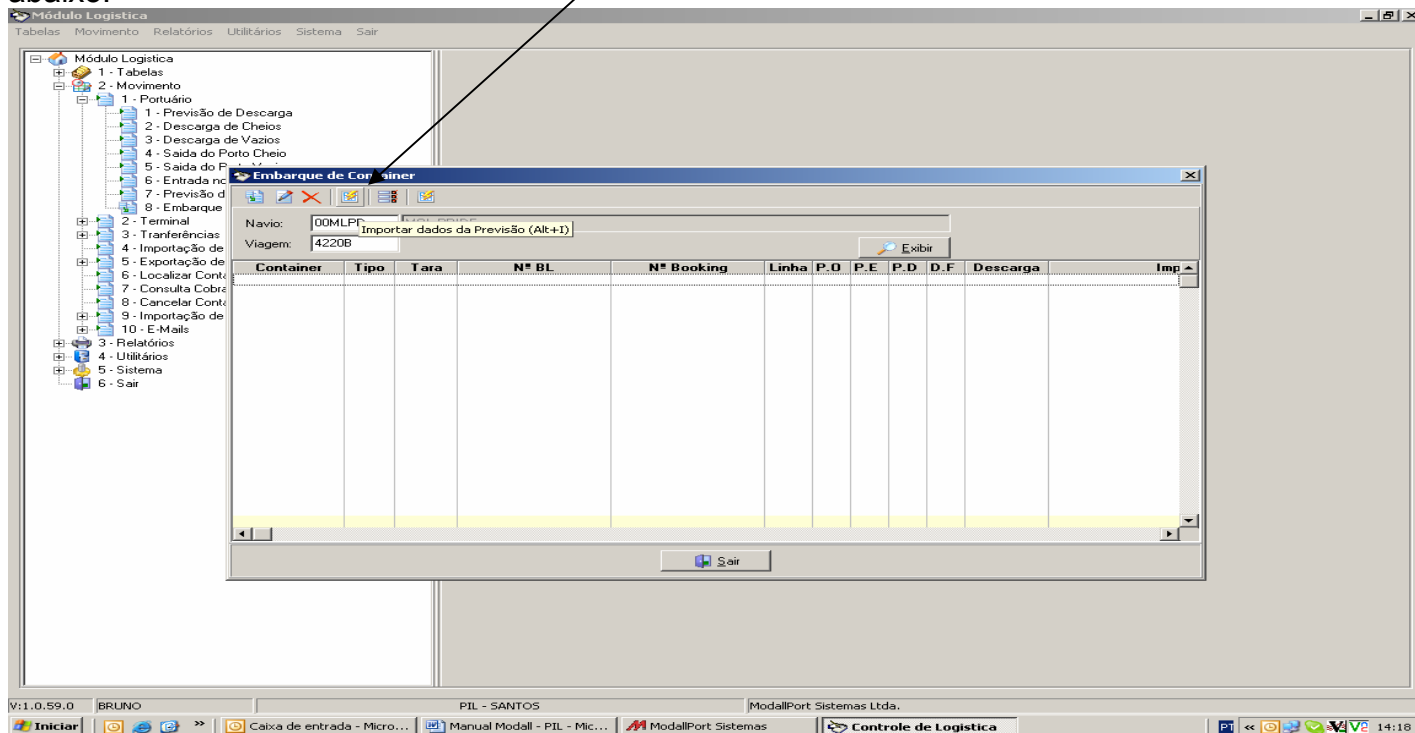 abaixo:
Módulo Logistica
Tabelas Movimento Relatórios Utilitários Sistema Sair
Módulo Logistica
1 - Tabelas
2 - Movimento
1 - Portuário
1 - Previsão de Descarga
2 - Descarga de Cheios
3 - Descarga de Vazios
4 - Saida do Porto Cheio
5 - Saida do
6 - Entrada no
7 - Previsão d
8 - Embarque
2 - Terminal
3 - Tranferências
4 - Importação de
5 - Exportação de
6 - Localizar Conta
7 - Consulta Cobra
8 - Cancelar Conta
9 - Importação de
10 - E-Mails
3 - Relatórios
4 - Utilitários
5 - Sistema
6 - Sair
Embarque de Container
Navio: 00MLPD
Importar dados da Previsão (Alt+I)
Viagem: 4220B Exibir
Container Tipo Tara Nº BL Nº Booking Linha P.O P.E P.D D.F Descarga Imp
Sair
V:1.0.59.0 BRUNO PIL - SANTOS ModallPort Sistemas Ltda.
Iniciar » Caixa de entrada - Micro... Manual Modall - PIL - Mic... ModallPort Sistemas Controle de Logistica PT « 14:18